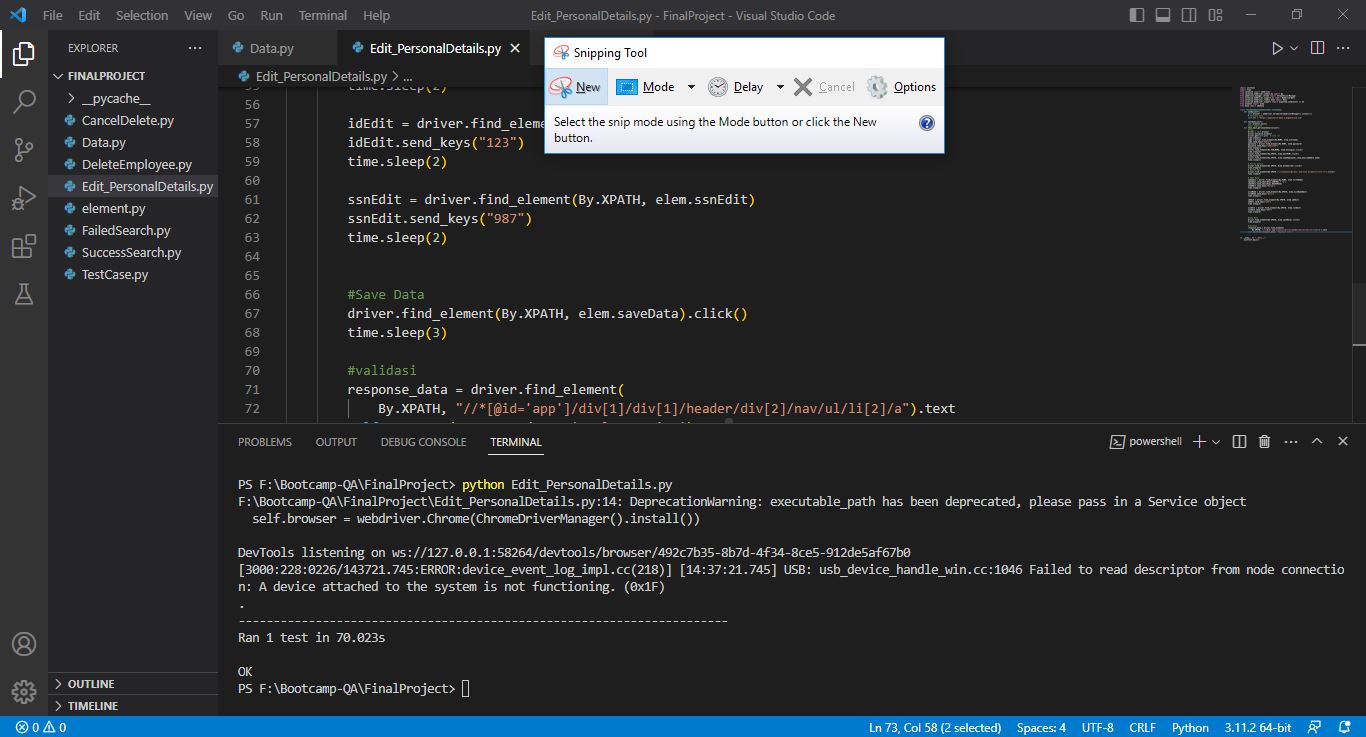 File Edit Selection View Go Run Terminal Help
Edit_PersonalDetails.py - FinalProject - Visual Studio Code
EXPLORER
FINALPROJECT
__pycache__
CancelDelete.py
Data.py
DeleteEmployee.py
Edit_PersonalDetails.py
element.py
FailedSearch.py
SuccessSearch.py
TestCase.py
OUTLINE
TIMELINE
Data.py
Edit_PersonalDetails.py
Edit_PersonalDetails.py > ...
Snipping Tool
New Mode Delay Cancel Options
Select the snip mode using the Mode button or click the New
button.
55 time.sleep(2)
56
57 idEdit = driver.find_eleme
58 idEdit.send_keys("123")
59 time.sleep(2)
60
61 ssnEdit = driver.find_element(By.XPATH, elem.ssnEdit)
62 ssnEdit.send_keys("987")
63 time.sleep(2)
64
65
66 #Save Data
67 driver.find_element(By.XPATH, elem.saveData).click()
68 time.sleep(3)
69
70 #validasi
71 response_data = driver.find_element(
72 By.XPATH, "//*[@id='app']/div[1]/div[1]/header/div[2]/nav/ul/li[2]/a").text
PROBLEMS OUTPUT DEBUG CONSOLE TERMINAL
powershell
PS F:\Bootcamp-QA\FinalProject> python Edit_PersonalDetails.py
F:\Bootcamp-QA\FinalProject\Edit_PersonalDetails.py:14: DeprecationWarning: executable_path has been deprecated, please pass in a Service object
self.browser = webdriver.Chrome(ChromeDriverManager().install())
DevTools listening on ws://127.0.0.1:58264/devtools/browser/492c7b35-8b7d-4f34-8ce5-912de5af67b0
[3000:228:0226/143721.745:ERROR:device_event_log_impl.cc(218)] [14:37:21.745] USB: usb_device_handle_win.cc:1046 Failed to read descriptor from node connectio
n: A device attached to the system is not functioning. (0x1F)
.
----------------------------------------------------------------------
Ran 1 test in 70.023s
OK
PS F:\Bootcamp-QA\FinalProject>
0 0
Ln 73, Col 58 (2 selected) Spaces: 4 UTF-8 CRLF Python 3.11.2 64-bit